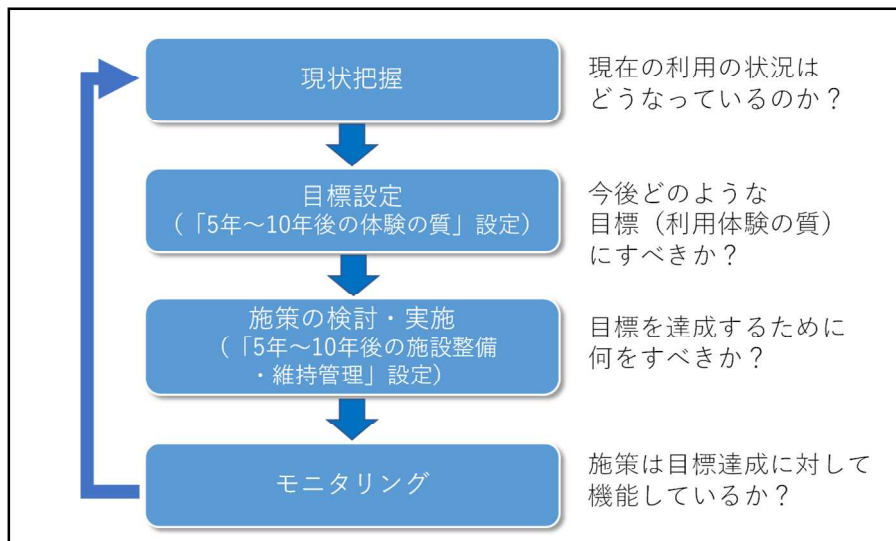 現状把握
現在の利用の状況は
どうなっているのか？
目標設定
（「5年～10年後の体験の質」設定）
今後どのような
目標（利用体験の質）
にすべきか？
施策の検討・実施
（「5年～10年後の施設整備
・維持管理」設定）
目標を達成するために
何をすべきか？
モニタリング
施策は目標達成に対して
機能しているか？